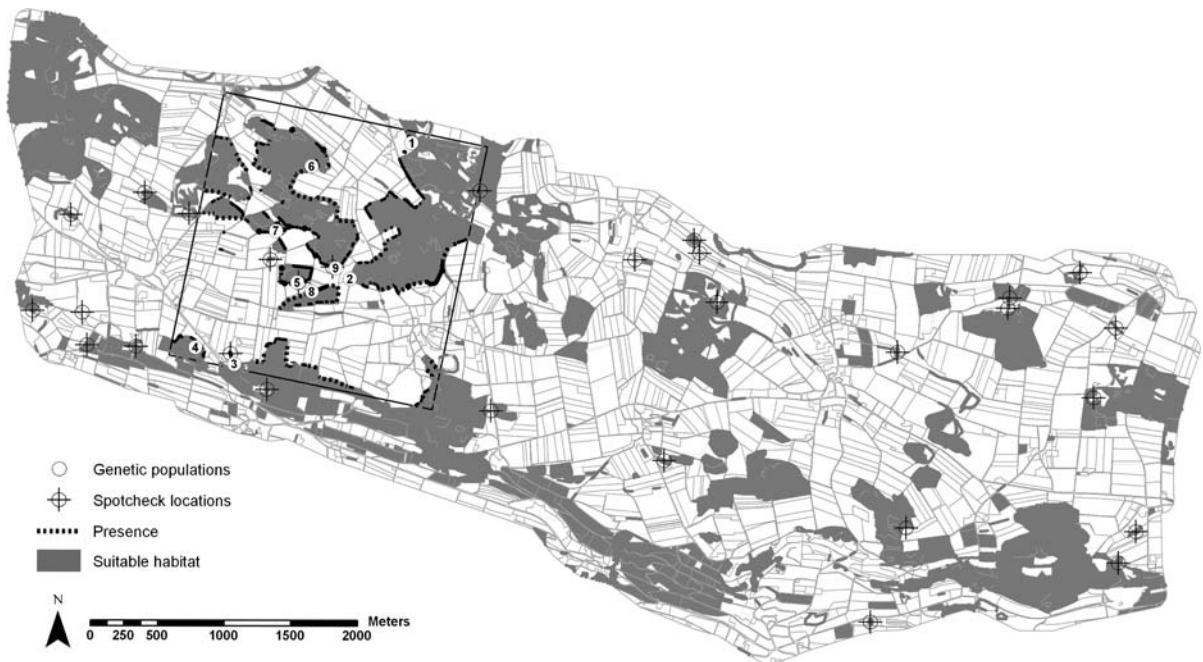 1
6
7
9
2
5
8
4
3
Genetic populations
Spotcheck locations
Presence
Suitable habitat
N
Meters
0 250 500 1000 1500 2000